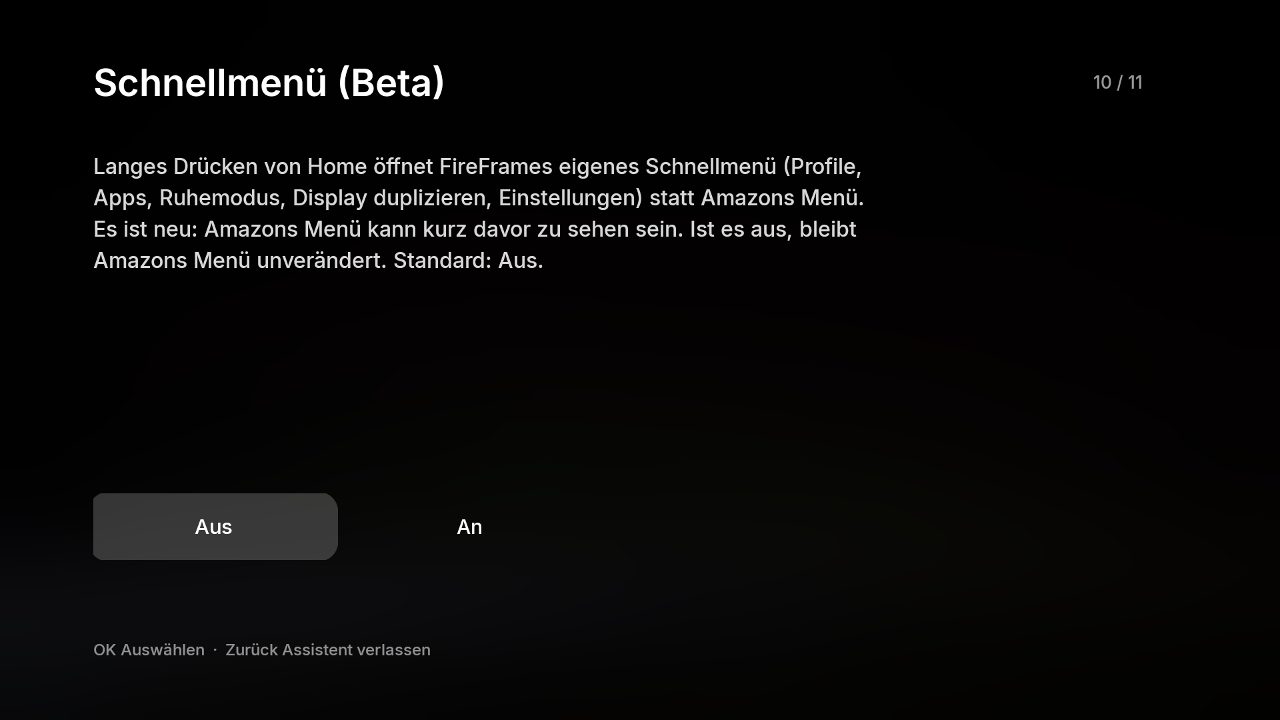 Schnellmenü (Beta)
10 / 11
Langes Drücken von Home öffnet FireFrames eigenes Schnellmenü (Profile,
Apps, Ruhemodus, Display duplizieren, Einstellungen) statt Amazons Menü.
Es ist neu: Amazons Menü kann kurz davor zu sehen sein. Ist es aus, bleibt
Amazons Menü unverändert. Standard: Aus.
Aus
An
OK Auswählen · Zurück Assistent verlassen